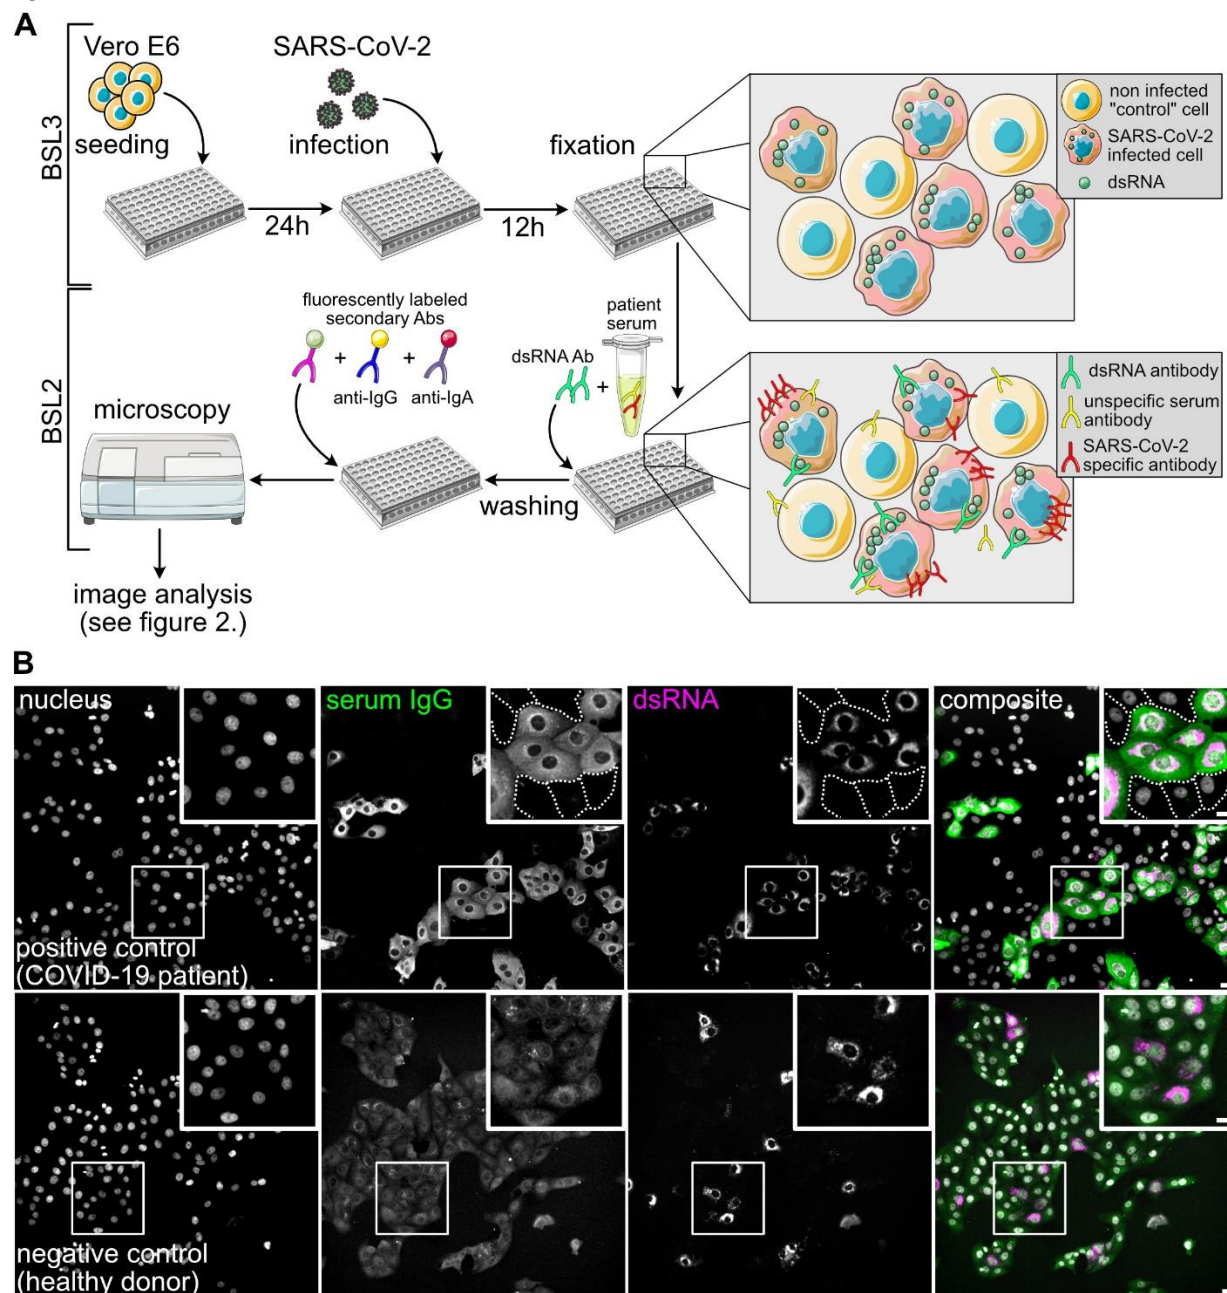 A
BSL3
Vero E6
seeding
24h
SARS-CoV-2
infection
12h
fixation
non infected
"control" cell
SARS-CoV-2
infected cell
dsRNA
BSL2
microscopy
image analysis
(see figure 2.)
fluorescently labeled
secondary Abs
+
+
anti-IgG
anti-IgA
washing
dsRNA Ab
+
patient
serum
dsRNA antibody
unspecific serum
antibody
SARS-CoV-2
specific antibody
B
nucleus
serum IgG
dsRNA
composite
positive control
(COVID-19 patient)
negative control
(healthy donor)